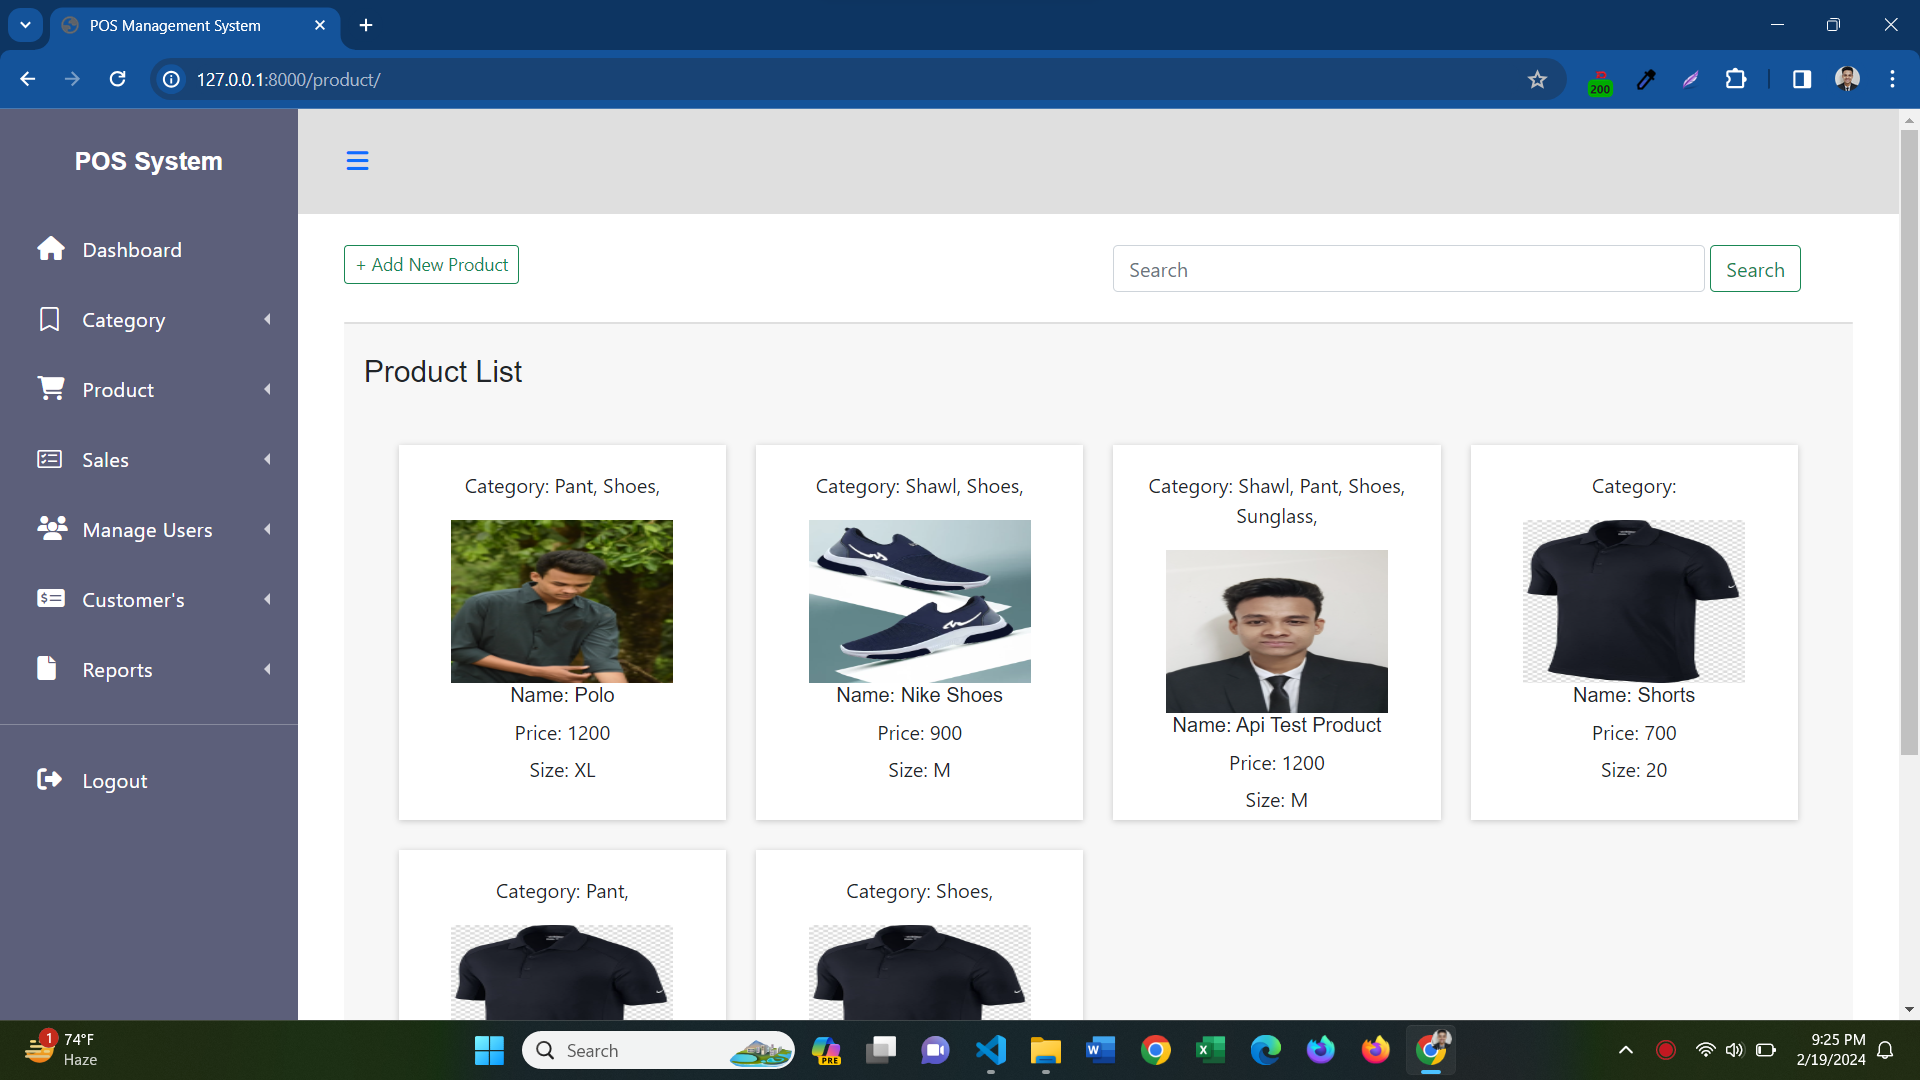 POS Management System
127.0.0.1:8000/product/
200
POS System
Dashboard
Category
Product
Sales
Manage Users
Customer's
Reports
Logout
+ Add New Product
Search
Search
Product List
Category: Pant, Shoes,
Name: Polo
Price: 1200
Size: XL
Category: Shawl, Shoes,
Name: Nike Shoes
Price: 900
Size: M
Category: Shawl, Pant, Shoes,
Sunglass,
Name: Api Test Product
Price: 1200
Size: M
Category:
Name: Shorts
Price: 700
Size: 20
Category: Pant,
Category: Shoes,
1
74°F
Haze
Search
PRE
9:25 PM
2/19/2024